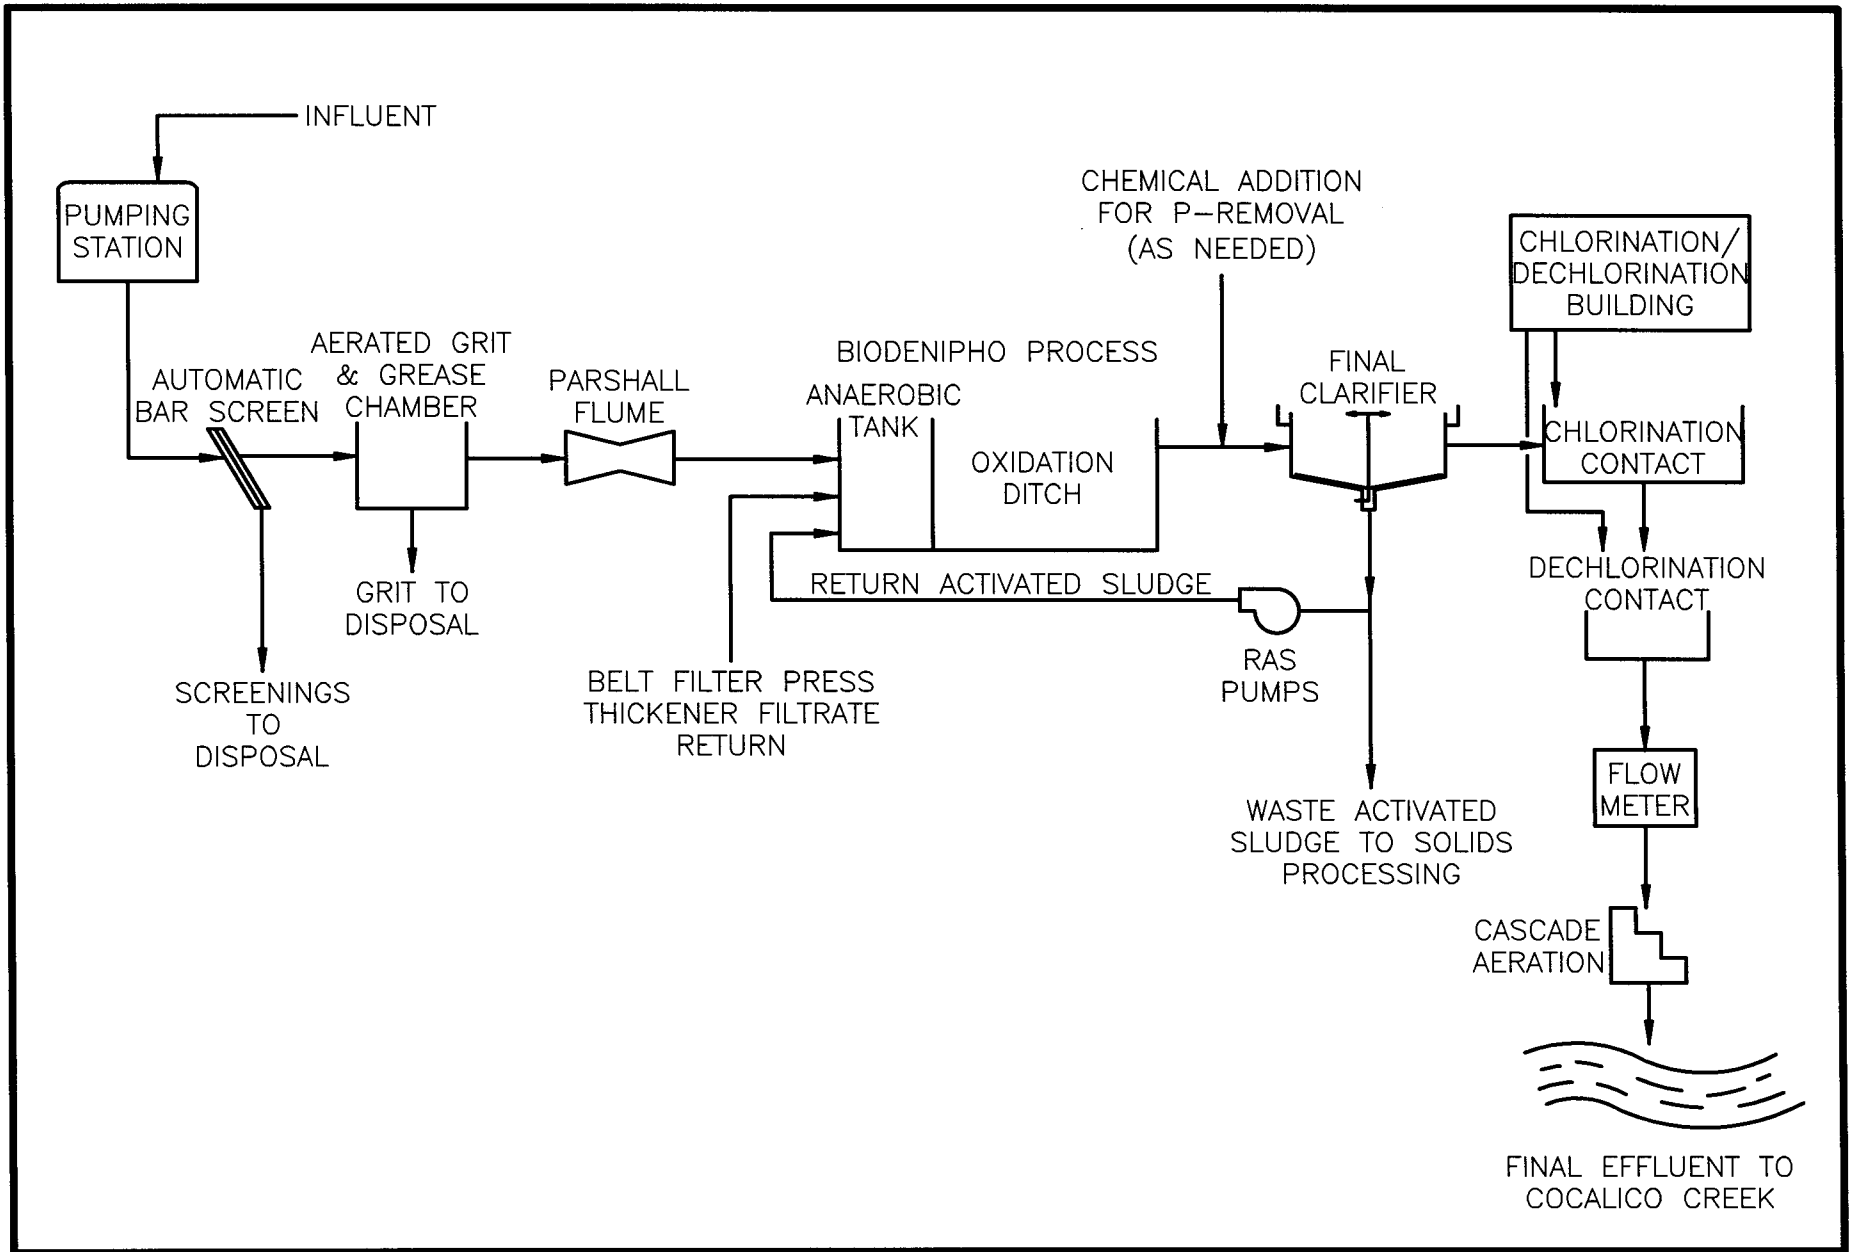 INFLUENT
PUMPING
STATION
AUTOMATIC
BAR SCREEN
SCREENINGS
TO
DISPOSAL
AERATED GRIT
& GREASE
CHAMBER
GRIT TO
DISPOSAL
PARSHALL
FLUME
BIODENIPHO PROCESS
ANAEROBIC
TANK
OXIDATION
DITCH
RETURN ACTIVATED SLUDGE
BELT FILTER PRESS
THICKENER FILTRATE
RETURN
CHEMICAL ADDITION
FOR P-REMOVAL
(AS NEEDED)
FINAL
CLARIFIER
RAS
PUMPS
WASTE ACTIVATED
SLUDGE TO SOLIDS
PROCESSING
CHLORINATION/
DECHLORINATION
BUILDING
CHLORINATION
CONTACT
DECHLORINATION
CONTACT
FLOW
METER
CASCADE
AERATION
FINAL EFFLUENT TO
COCALICO CREEK